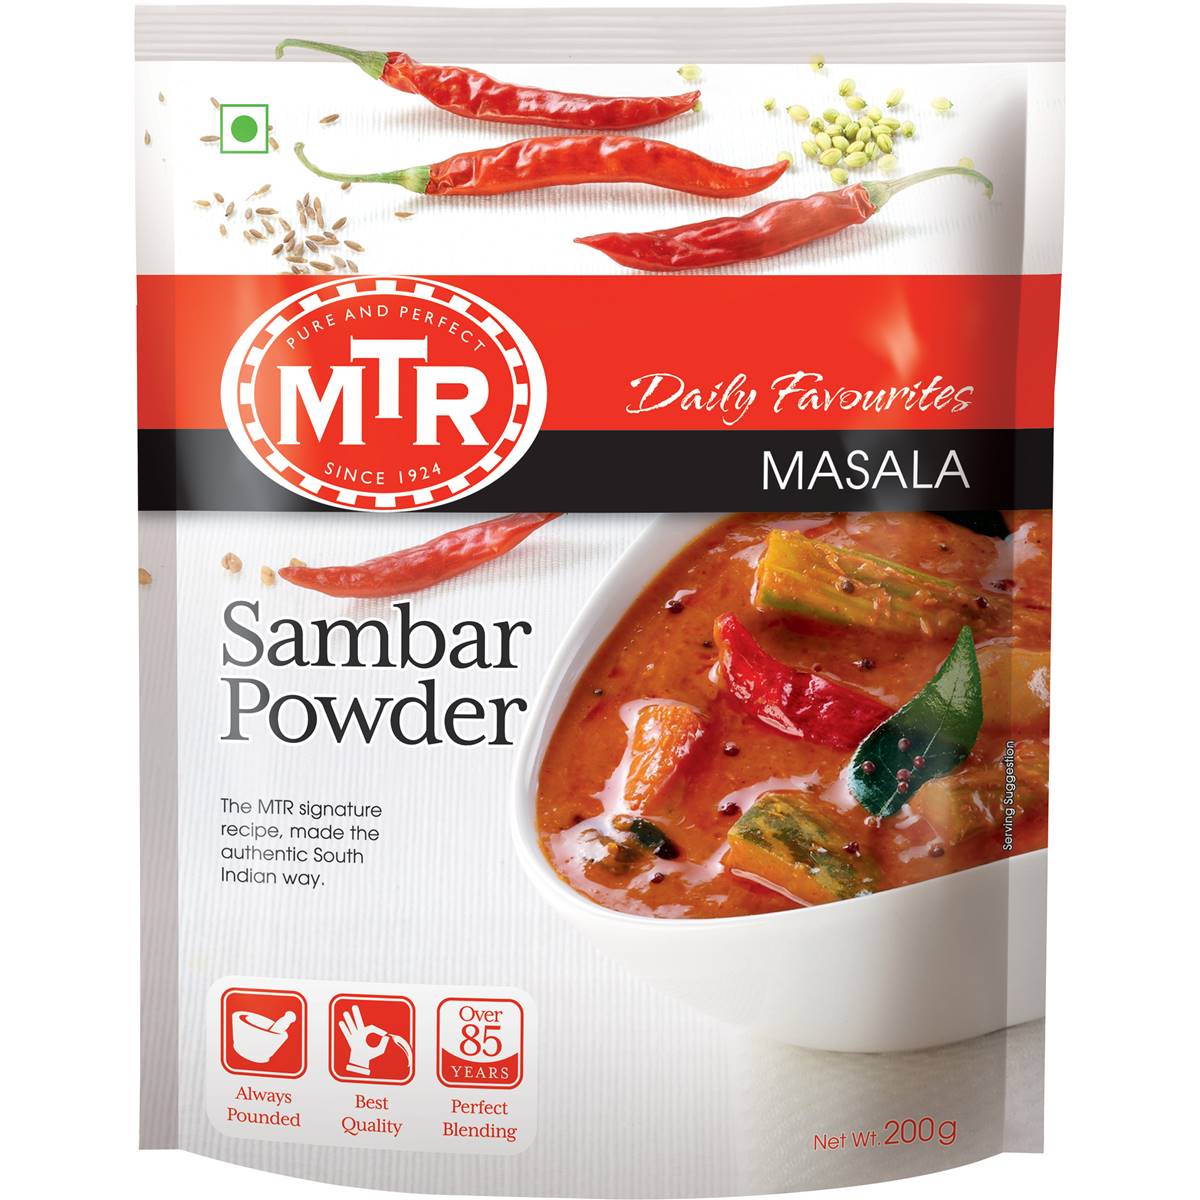 PURE AND PERFECT
MTR
SINCE 1924
Daily Favourites
MASALA
Sambar
Powder
The MTR signature
recipe, made the
authentic South
Indian way.
Serving Suggestion
Over
85
YEARS
Always
Pounded
Best
Quality
Perfect
Blending
Net Wt. 200g